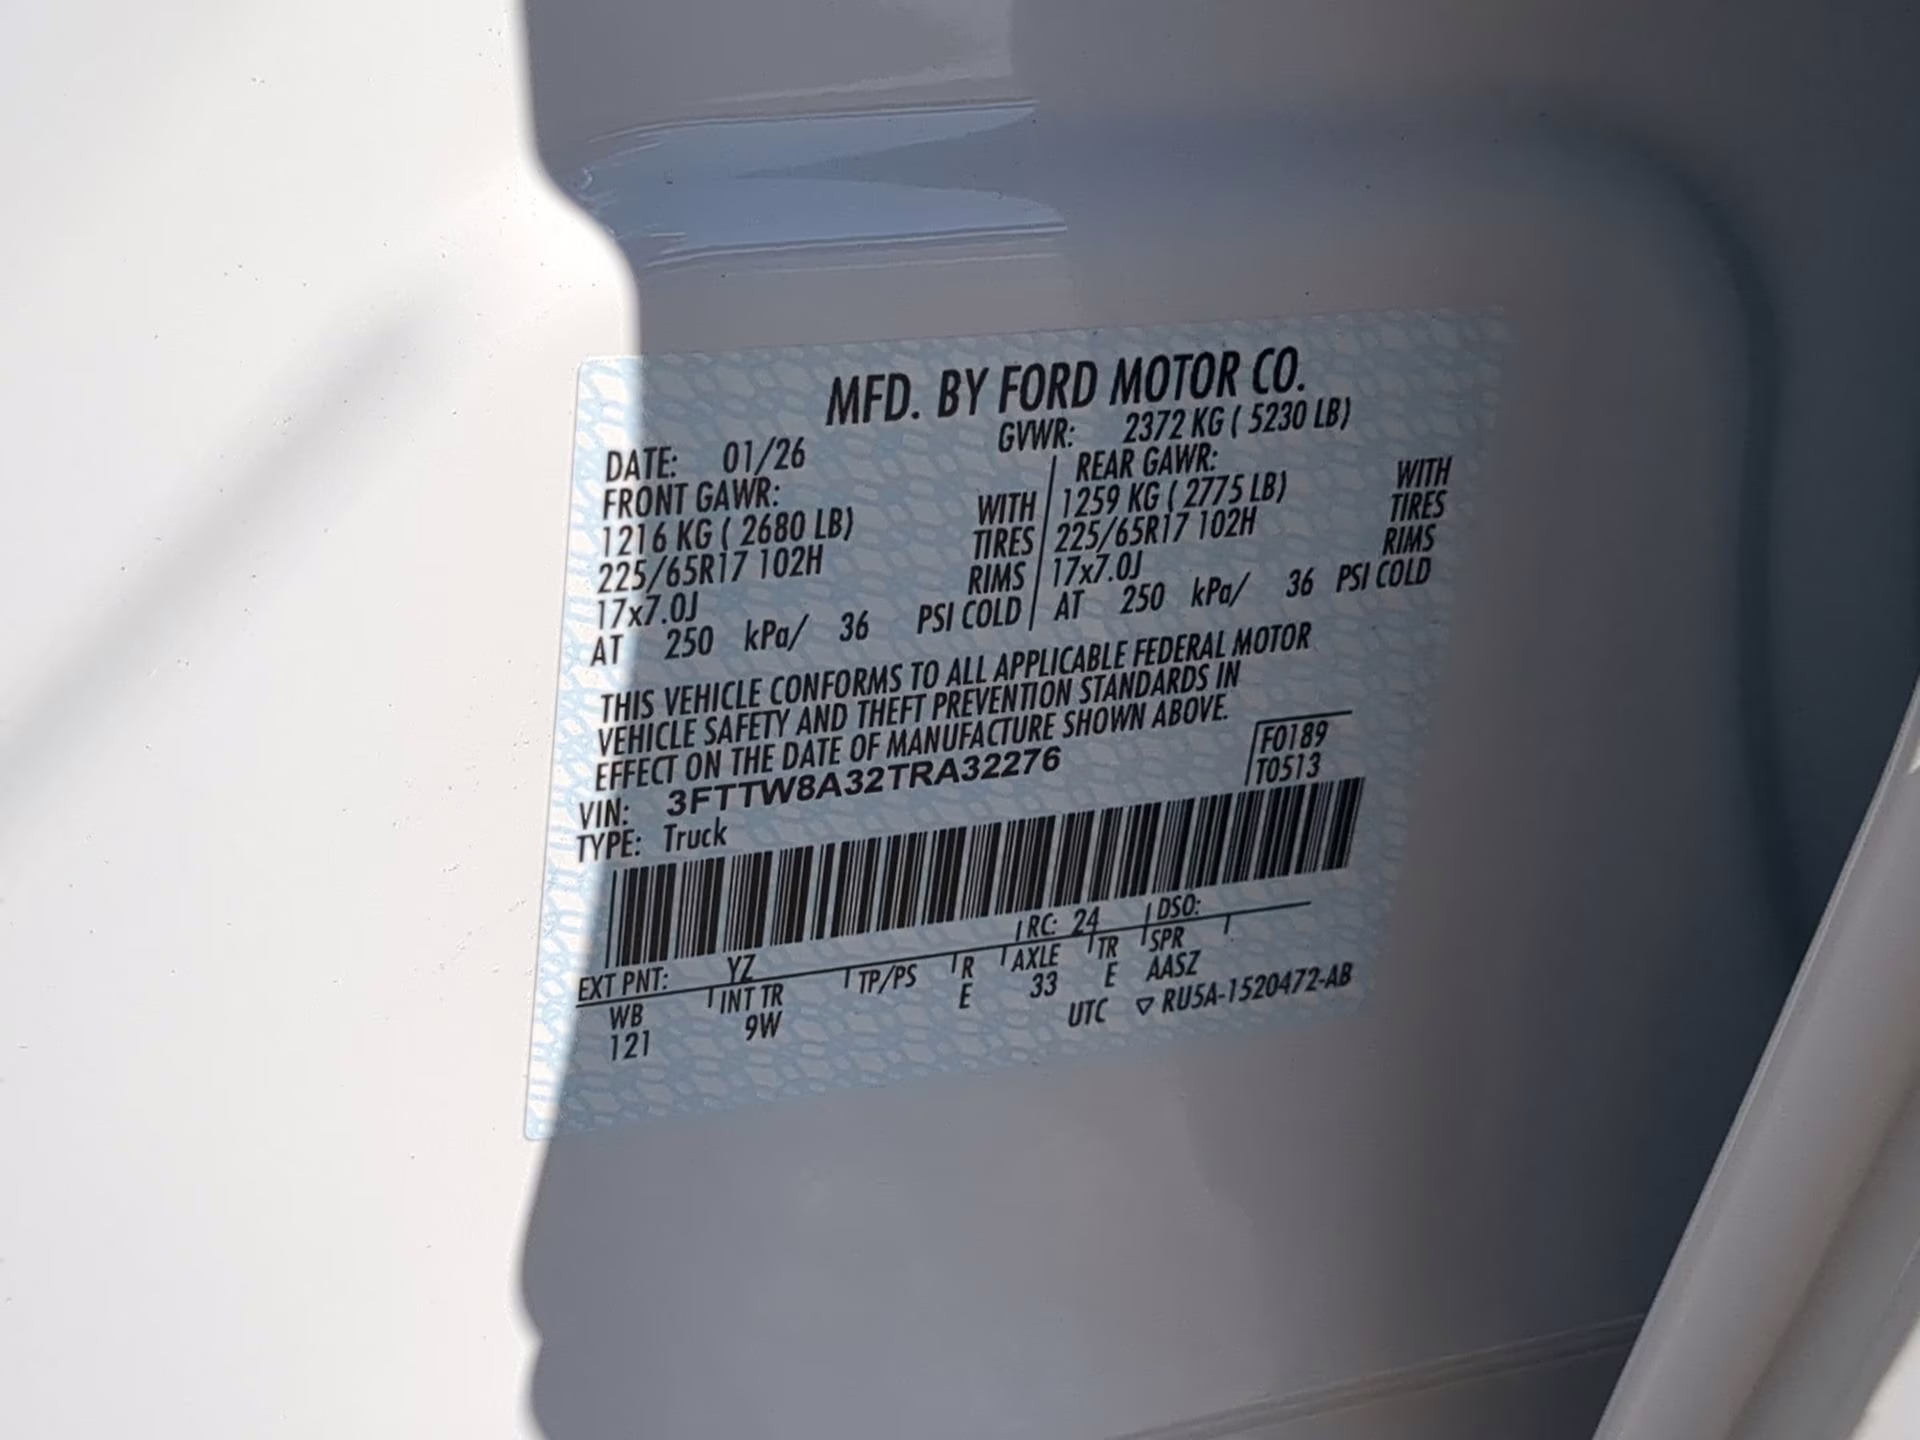 MFD. BY FORD MOTOR CO.
DATE: 01/26 GVWR: 2372 KG ( 5230 LB)
FRONT GAWR: REAR GAWR:
1216 KG ( 2680 LB) WITH 1259 KG ( 2775 LB) WITH
225/65R17 102H TIRES 225/65R17 102H TIRES
17x7.0J RIMS 17x7.0J RIMS
AT 250 kPa/ 36 PSI COLD AT 250 kPa/ 36 PSI COLD
THIS VEHICLE CONFORMS TO ALL APPLICABLE FEDERAL MOTOR
VEHICLE SAFETY AND THEFT PREVENTION STANDARDS IN
EFFECT ON THE DATE OF MANUFACTURE SHOWN ABOVE.
VIN: 3FTTW8A32TRA32276 F0189
TYPE: Truck T0513
EXT PNT: YZ RC: 24 DSO:
WB INT TR TP/PS R AXLE TR SPR
121 9W E 33 E AASZ
UTC ▽ RU5A-1520472-AB